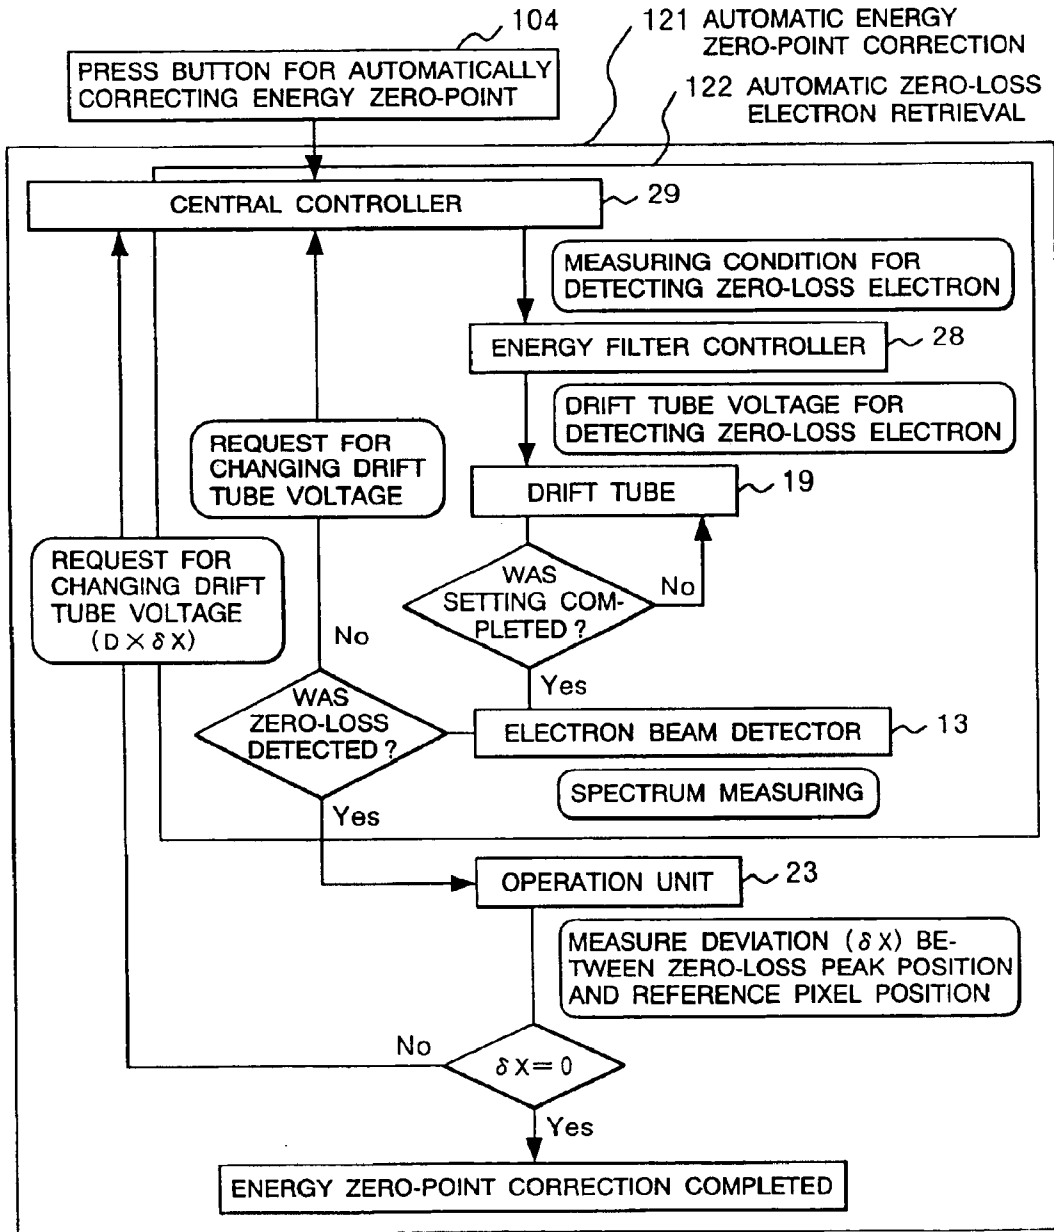 104
PRESS BUTTON FOR AUTOMATICALLY
CORRECTING ENERGY ZERO-POINT
121 AUTOMATIC ENERGY
ZERO-POINT CORRECTION
122 AUTOMATIC ZERO-LOSS
ELECTRON RETRIEVAL
CENTRAL CONTROLLER
29
MEASURING CONDITION FOR
DETECTING ZERO-LOSS ELECTRON
ENERGY FILTER CONTROLLER
28
DRIFT TUBE VOLTAGE FOR
DETECTING ZERO-LOSS ELECTRON
REQUEST FOR
CHANGING DRIFT
TUBE VOLTAGE
DRIFT TUBE
19
REQUEST FOR
CHANGING DRIFT
TUBE VOLTAGE
(D×δX)
WAS
SETTING COM-
PLETED?
No
No
Yes
WAS
ZERO-LOSS
DETECTED?
ELECTRON BEAM DETECTOR
13
SPECTRUM MEASURING
Yes
OPERATION UNIT
23
MEASURE DEVIATION (δX) BE-
TWEEN ZERO-LOSS PEAK POSITION
AND REFERENCE PIXEL POSITION
No
δX=0
Yes
ENERGY ZERO-POINT CORRECTION COMPLETED